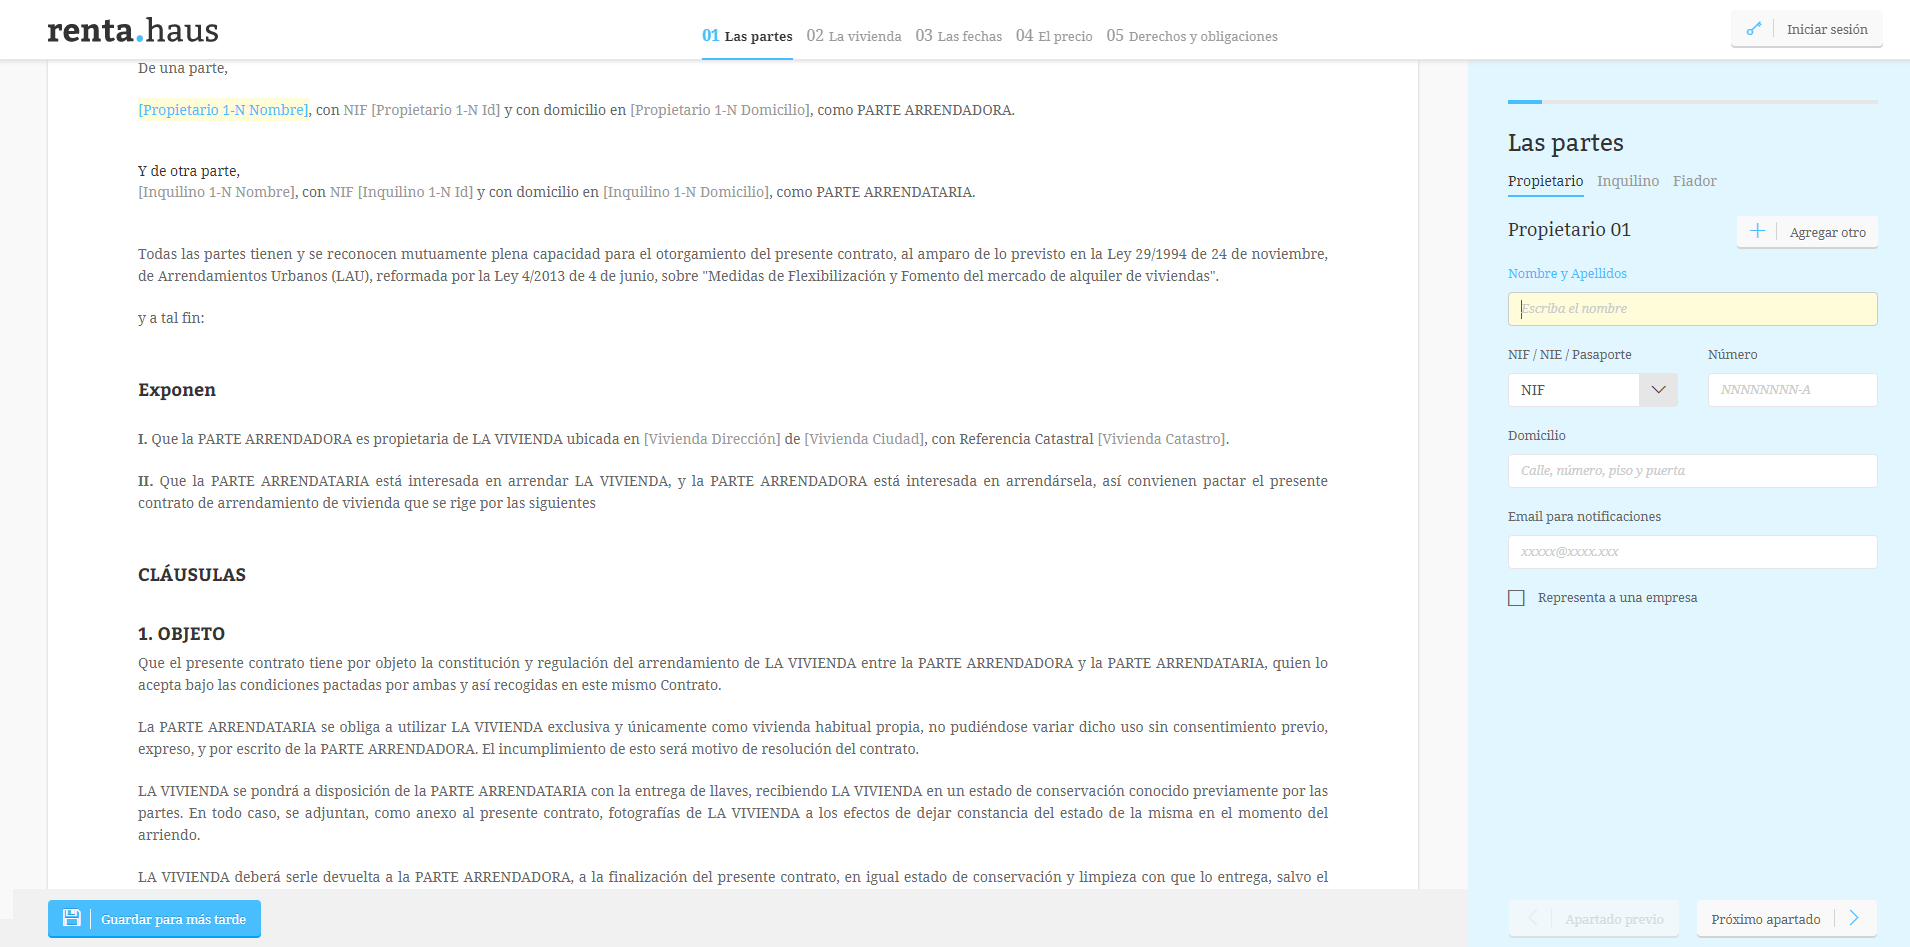 renta.haus
01 Las partes 02 La vivienda 03 Las fechas 04 El precio 05 Derechos y obligaciones
Iniciar sesión
De una parte,
[Propietario 1-N Nombre], con NIF [Propietario 1-N Id] y con domicilio en [Propietario 1-N Domicilio], como PARTE ARRENDADORA.
Y de otra parte,
[Inquilino 1-N Nombre], con NIF [Inquilino 1-N Id] y con domicilio en [Inquilino 1-N Domicilio], como PARTE ARRENDATARIA.
Todas las partes tienen y se reconocen mutuamente plena capacidad para el otorgamiento del presente contrato, al amparo de lo previsto en la Ley 29/1994 de 24 de noviembre,
de Arrendamientos Urbanos (LAU), reformada por la Ley 4/2013 de 4 de junio, sobre "Medidas de Flexibilización y Fomento del mercado de alquiler de viviendas".
y a tal fin:
Exponen
I. Que la PARTE ARRENDADORA es propietaria de LA VIVIENDA ubicada en [Vivienda Dirección] de [Vivienda Ciudad], con Referencia Catastral [Vivienda Catastro].
II. Que la PARTE ARRENDATARIA está interesada en arrendar LA VIVIENDA, y la PARTE ARRENDADORA está interesada en arrendársela, así convienen pactar el presente
contrato de arrendamiento de vivienda que se rige por las siguientes
CLÁUSULAS
1. OBJETO
Que el presente contrato tiene por objeto la constitución y regulación del arrendamiento de LA VIVIENDA entre la PARTE ARRENDADORA y la PARTE ARRENDATARIA, quien lo
acepta bajo las condiciones pactadas por ambas y así recogidas en este mismo Contrato.
La PARTE ARRENDATARIA se obliga a utilizar LA VIVIENDA exclusiva y únicamente como vivienda habitual propia, no pudiéndose variar dicho uso sin consentimiento previo,
expreso, y por escrito de la PARTE ARRENDADORA. El incumplimiento de esto será motivo de resolución del contrato.
LA VIVIENDA se pondrá a disposición de la PARTE ARRENDATARIA con la entrega de llaves, recibiendo LA VIVIENDA en un estado de conservación conocido previamente por las
partes. En todo caso, se adjuntan, como anexo al presente contrato, fotografías de LA VIVIENDA a los efectos de dejar constancia del estado de la misma en el momento del
arriendo.
LA VIVIENDA deberá serle devuelta a la PARTE ARRENDADORA, a la finalización del presente contrato, en igual estado de conservación y limpieza con que lo entrega, salvo el
Guardar para más tarde
Las partes
Propietario Inquilino Fiador
Propietario 01
Agregar otro
Nombre y Apellidos
Escriba el nombre
NIF / NIE / Pasaporte Número
NIF NNNNNNNN-A
Domicilio
Calle, número, piso y puerta
Email para notificaciones
xxxxx@xxxx.xxx
Representa a una empresa
Apartado previo Próximo apartado